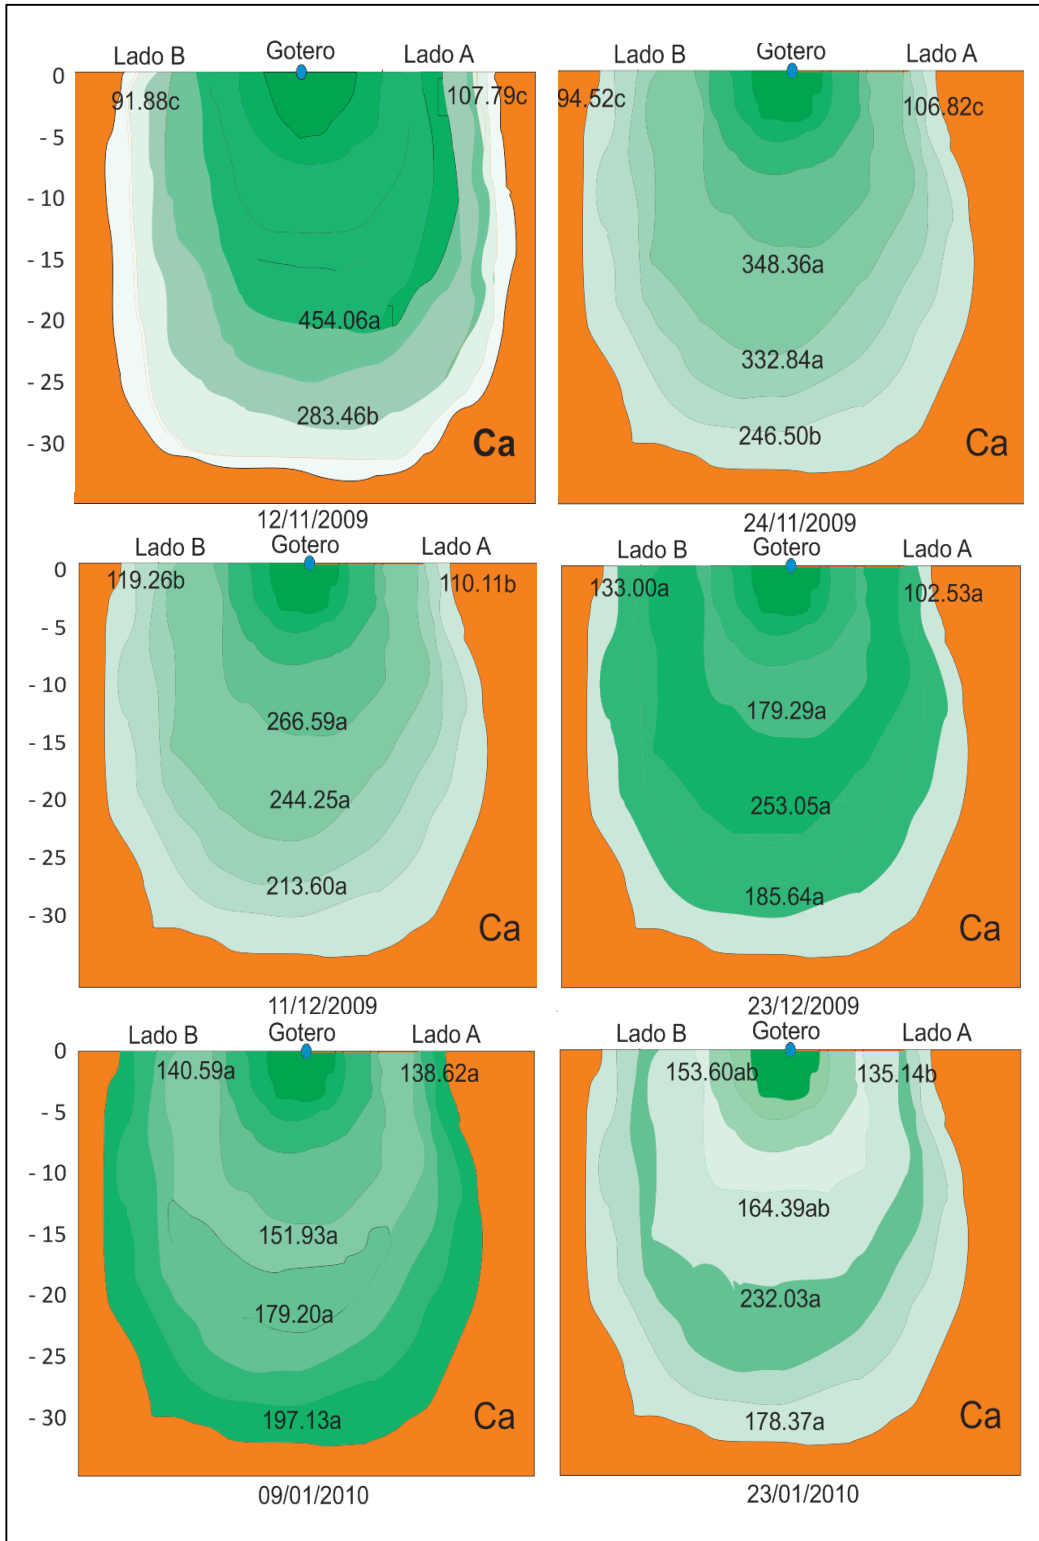 Lado B Gotero Lado A
0 91.88c 107.79c
- 5
- 10
- 15
- 20 454.06a
- 25
283.46b
- 30 Ca
12/11/2009
Gotero
Lado B Lado A
94.52c 106.82c
348.36a
332.84a
246.50b
Ca
24/11/2009
Lado B Gotero Lado A
0 119.26b 110.11b
- 5
- 10
266.59a
- 15
- 20 244.25a
- 25
213.60a
- 30 Ca
11/12/2009
Lado B Gotero Lado A
133.00a 102.53a
179.29a
253.05a
185.64a
Ca
23/12/2009
Lado B Gotero Lado A
0 140.59a 138.62a
- 5
- 10
- 15 151.93a
- 20 179.20a
- 25
- 30 197.13a Ca
09/01/2010
Lado B Gotero Lado A
153.60ab 135.14b
164.39ab
232.03a
178.37a Ca
23/01/2010